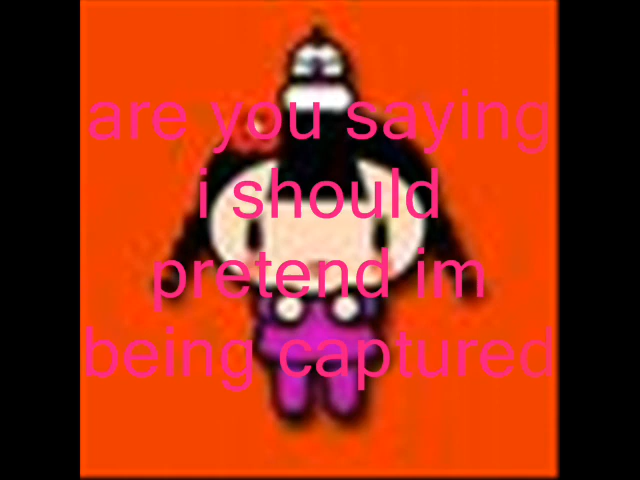 are you saying
i should
pretend im
being captured